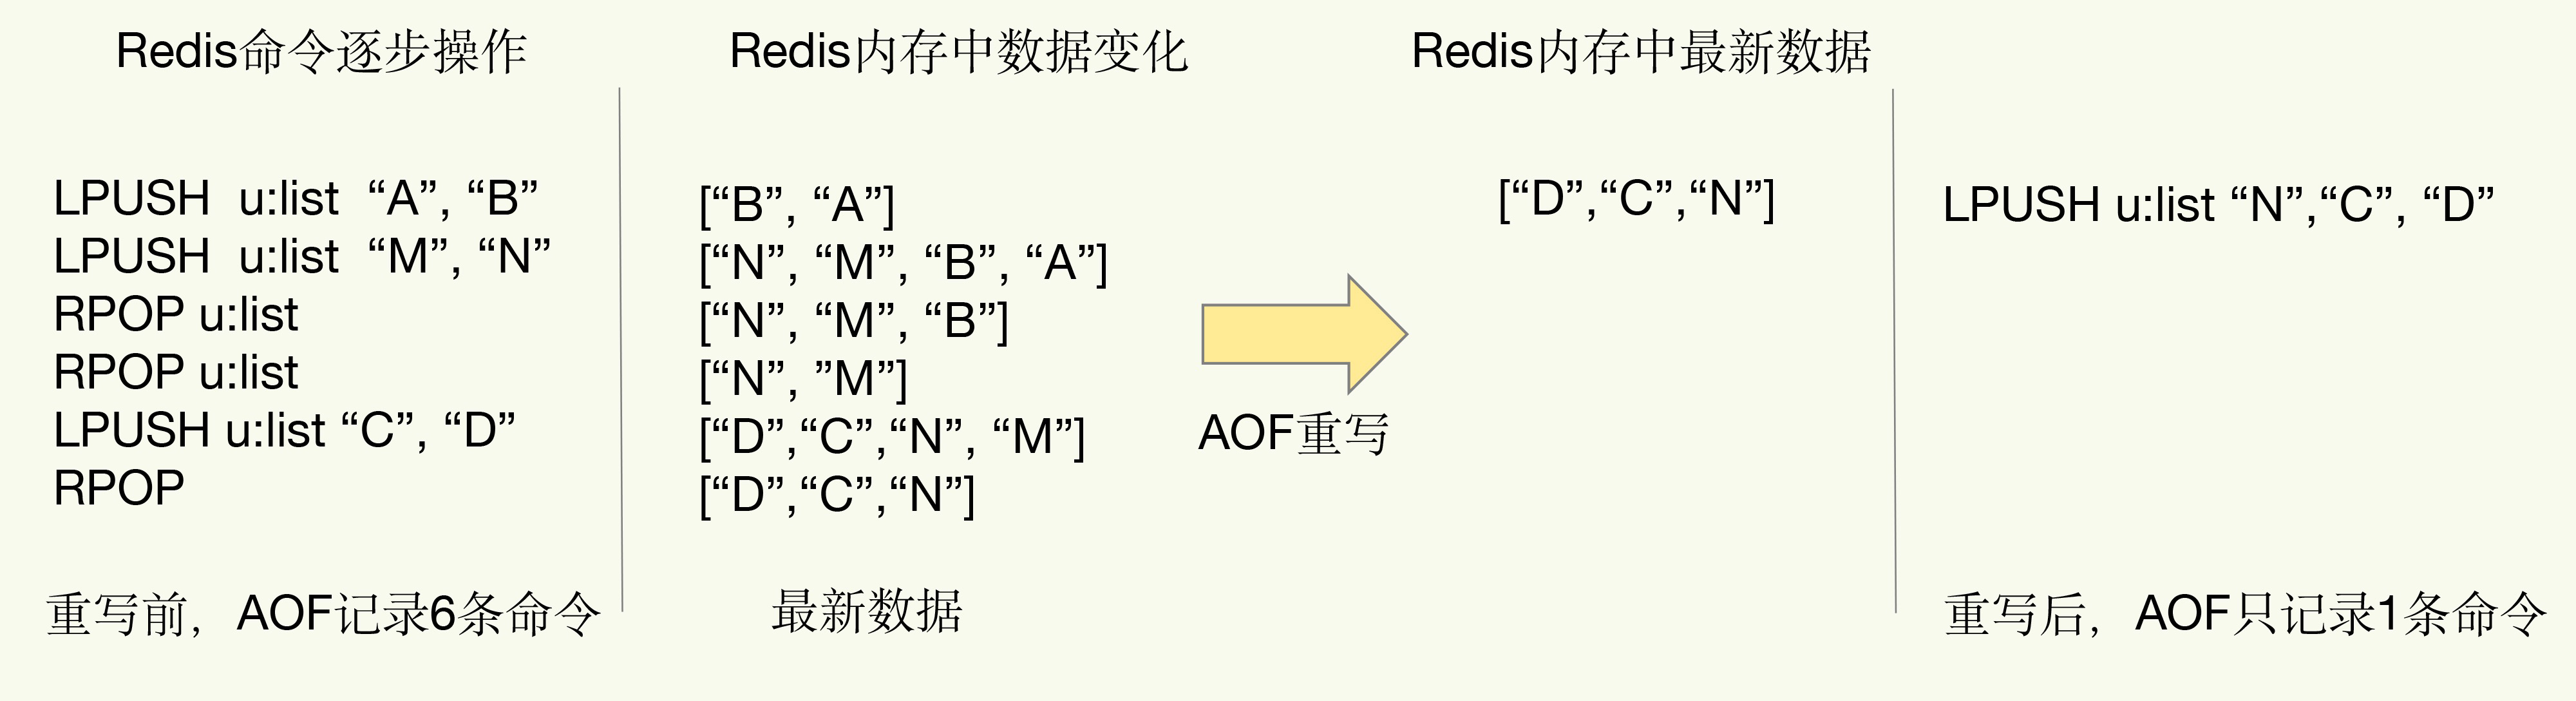 Redis命令逐步操作
LPUSH  u:list  “A”, “B”
LPUSH  u:list  “M”, “N”
RPOP u:list
RPOP u:list
LPUSH u:list “C”, “D”
RPOP
重写前，AOF记录6条命令
Redis内存中数据变化
[“B”, “A”]
[“N”, “M”, “B”, “A”]
[“N”, “M”, “B”]
[“N”, ”M”]
[“D”,“C”,“N”, “M”]
[“D”,“C”,“N”]
最新数据
AOF重写
Redis内存中最新数据
[“D”,“C”,“N”]
LPUSH u:list “N”,“C”, “D”
重写后，AOF只记录1条命令